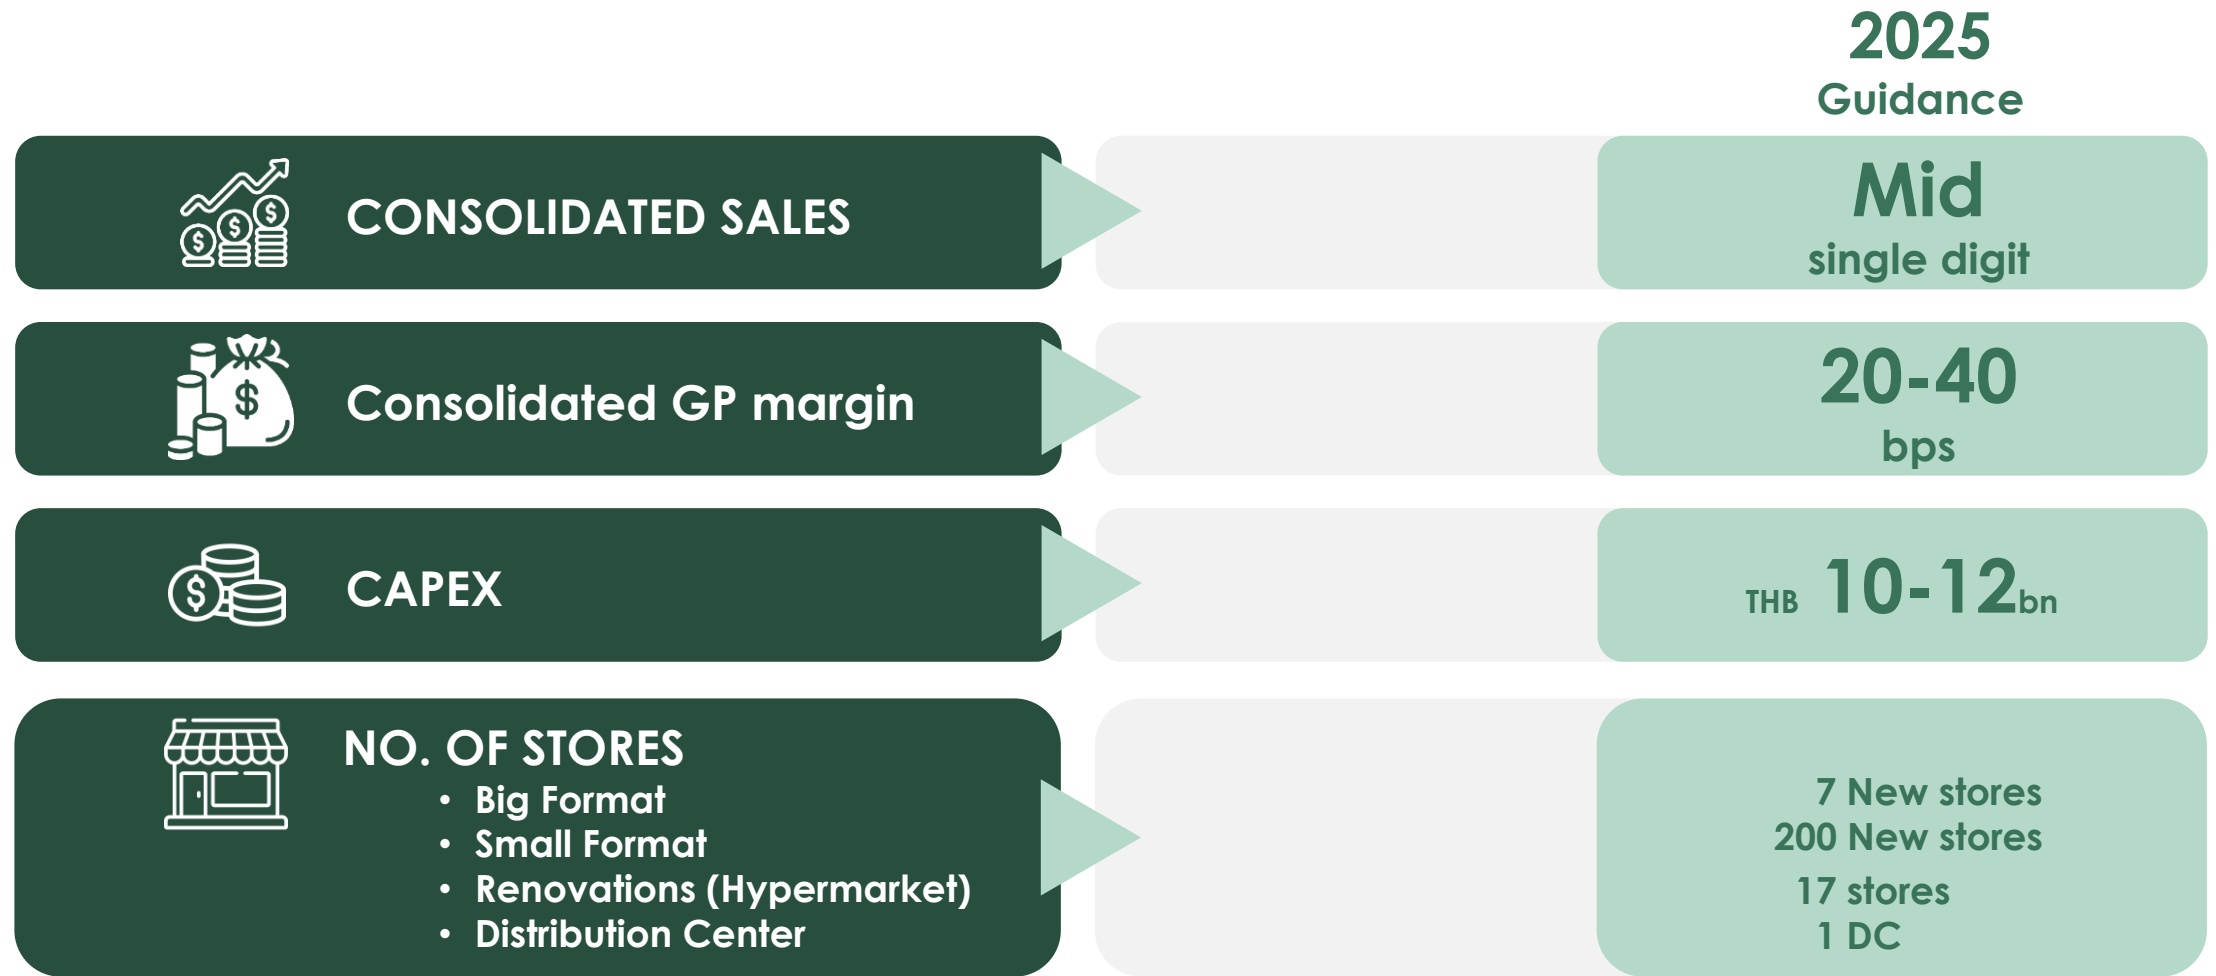 2025
Guidance
CONSOLIDATED SALES
Mid
single digit
Consolidated GP margin
20-40
bps
CAPEX
THB 10-12bn
NO. OF STORES
• Big Format
7 New stores
• Small Format
200 New stores
• Renovations (Hypermarket)
17 stores
• Distribution Center
1 DC